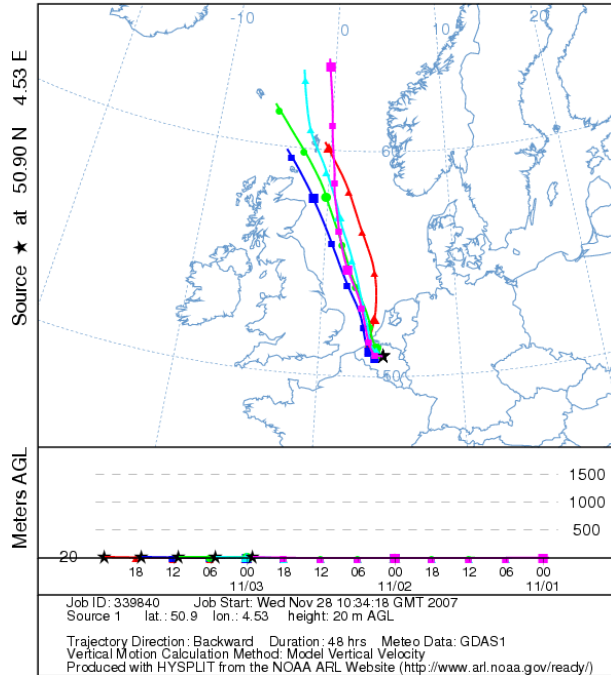 -10
0
10
20
60
50
Source ★ at 50.90 N 4.53 E
Meters AGL
1500
1000
500
20
18 12 06 00 18 12 06 00 18 12 06 00
11/03 11/02 11/01
Job ID: 339840 Job Start: Wed Nov 28 10:34:18 GMT 2007
Source 1 lat.: 50.9 lon.: 4.53 height: 20 m AGL
Trajectory Direction: Backward Duration: 48 hrs Meteo Data: GDAS1
Vertical Motion Calculation Method: Model Vertical Velocity
Produced with HYSPLIT from the NOAA ARL Website (http://www.arl.noaa.gov/ready/)